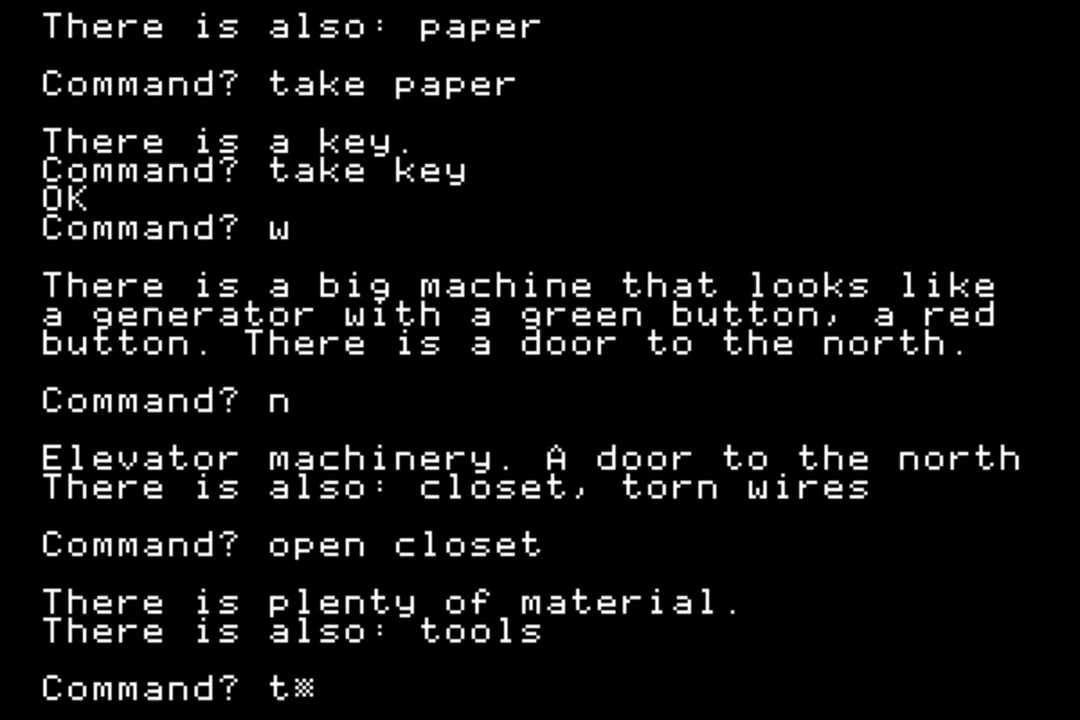 There is also: paper
Command? take paper
There is a key.
Command? take key
OK
Command? w
There is a big machine that looks like
a generator with a green button, a red
button. There is a door to the north.
Command? n
Elevator machinery. A door to the north
There is also: closet, torn wires
Command? open closet
There is plenty of material.
There is also: tools
Command? t